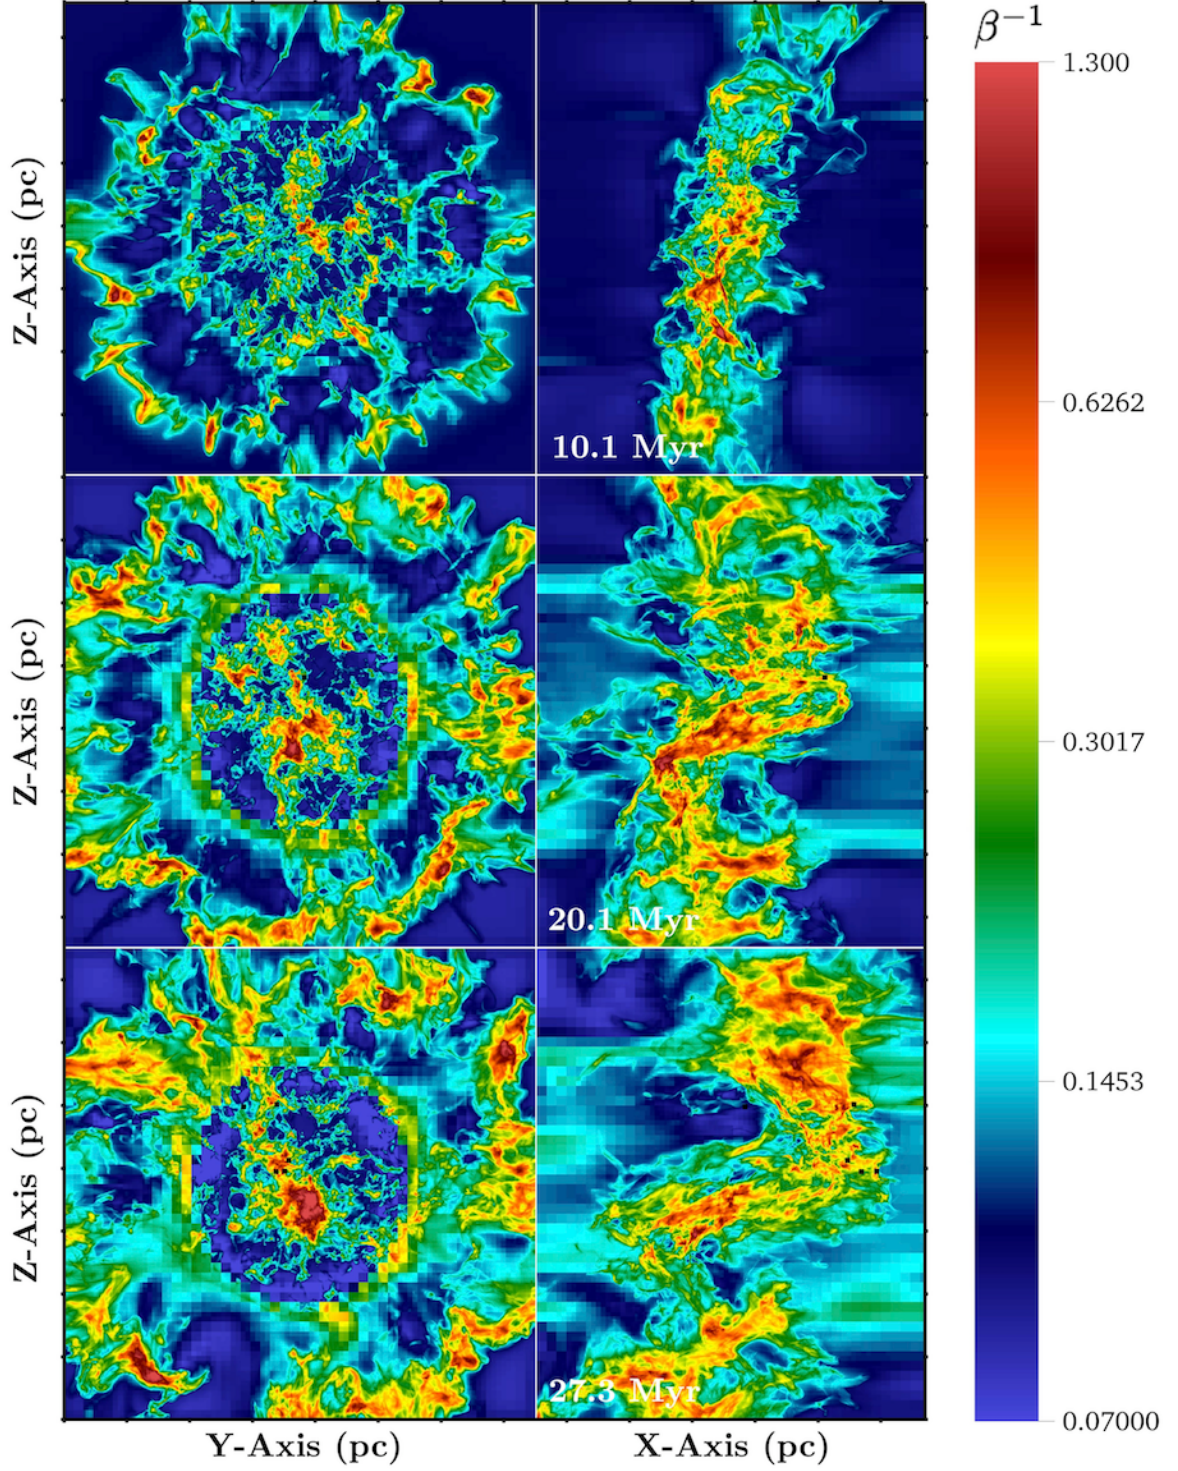 β⁻¹
1.300
Z-Axis (pc)
10.1 Myr
0.6262
Z-Axis (pc)
0.3017
20.1 Myr
0.1453
Z-Axis (pc)
27.3 Myr
0.07000
Y-Axis (pc)
X-Axis (pc)